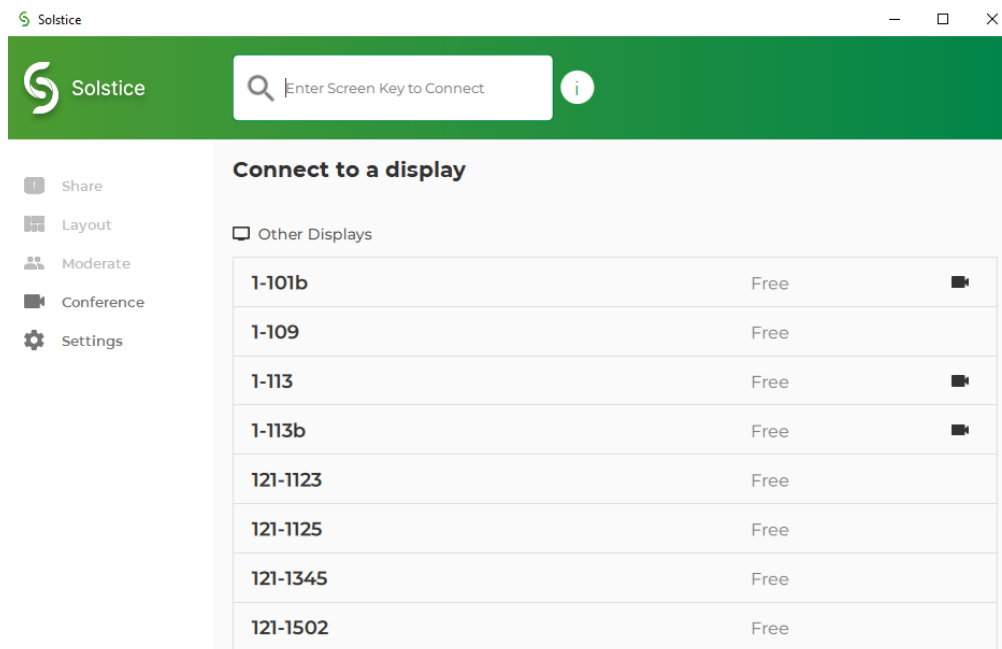 Solstice
Solstice
Enter Screen Key to Connect
i
Share
Layout
Moderate
Conference
Settings
Connect to a display
Other Displays
1-101b Free
1-109 Free
1-113 Free
1-113b Free
121-1123 Free
121-1125 Free
121-1345 Free
121-1502 Free